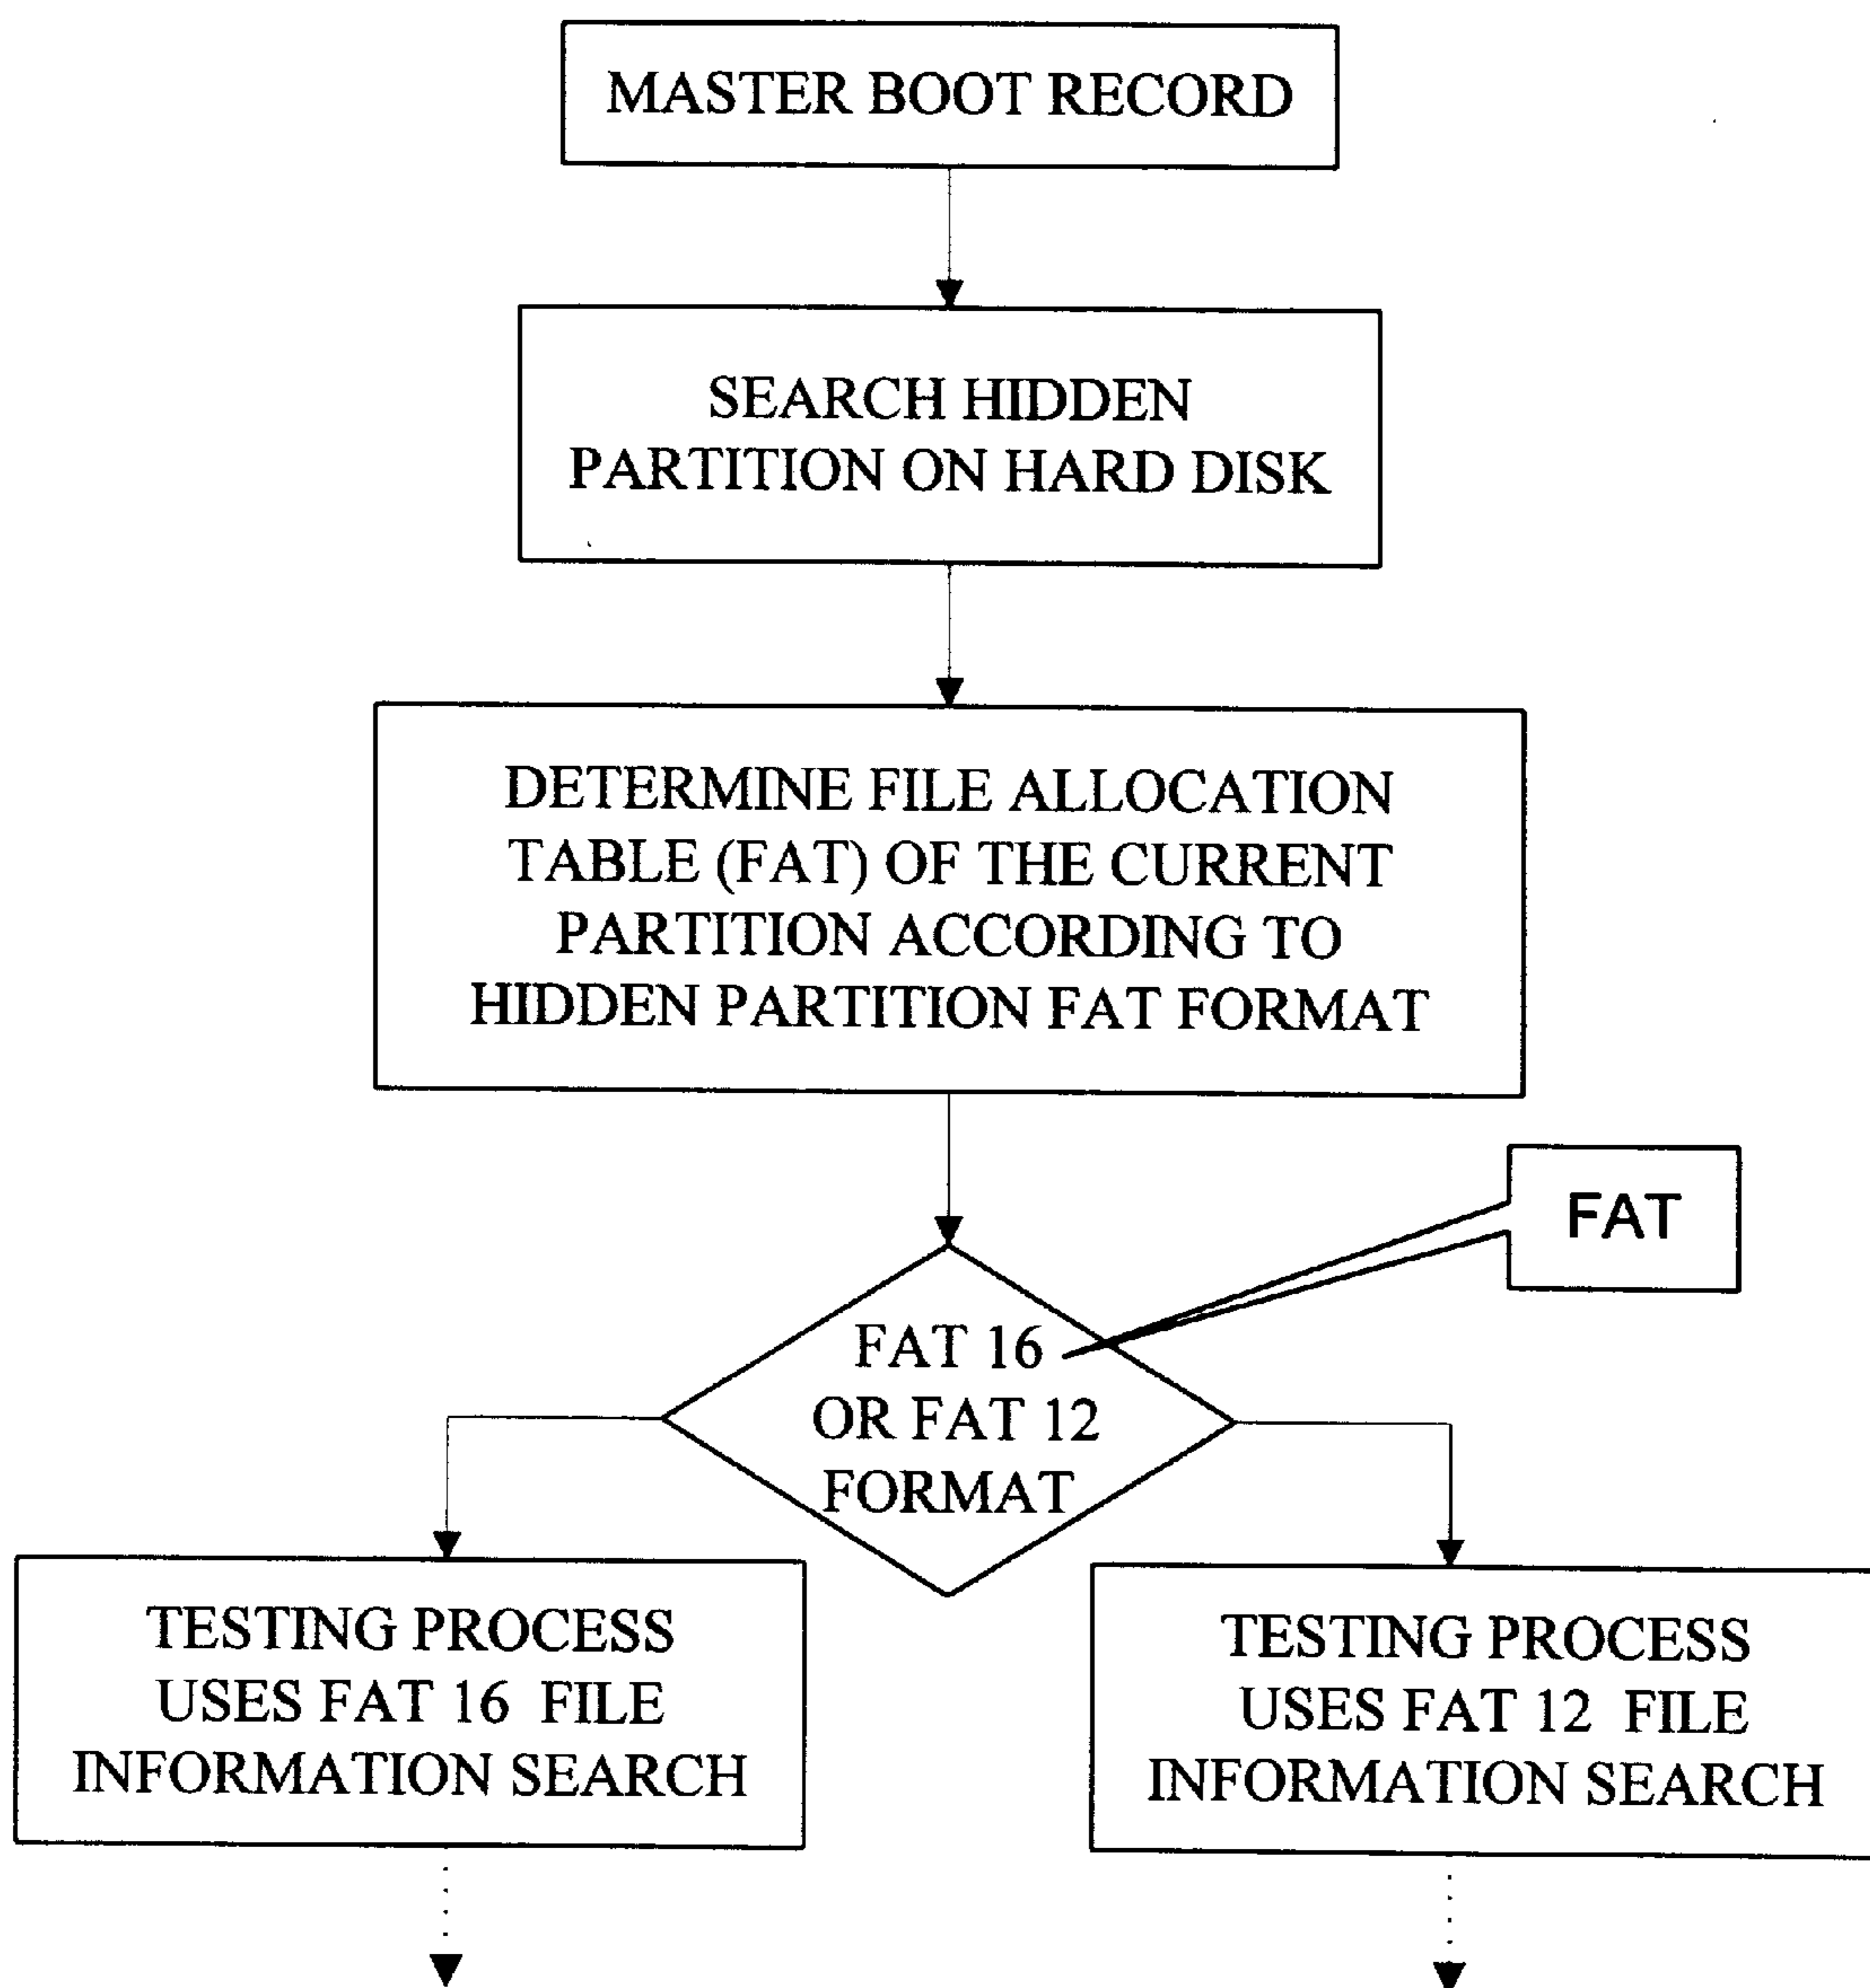 MASTER BOOT RECORD
SEARCH HIDDEN
PARTITION ON HARD DISK
DETERMINE FILE ALLOCATION
TABLE (FAT) OF THE CURRENT
PARTITION ACCORDING TO
HIDDEN PARTITION FAT FORMAT
FAT
FAT 16
OR FAT 12
FORMAT
TESTING PROCESS
USES FAT 16 FILE
INFORMATION SEARCH
TESTING PROCESS
USES FAT 12 FILE
INFORMATION SEARCH